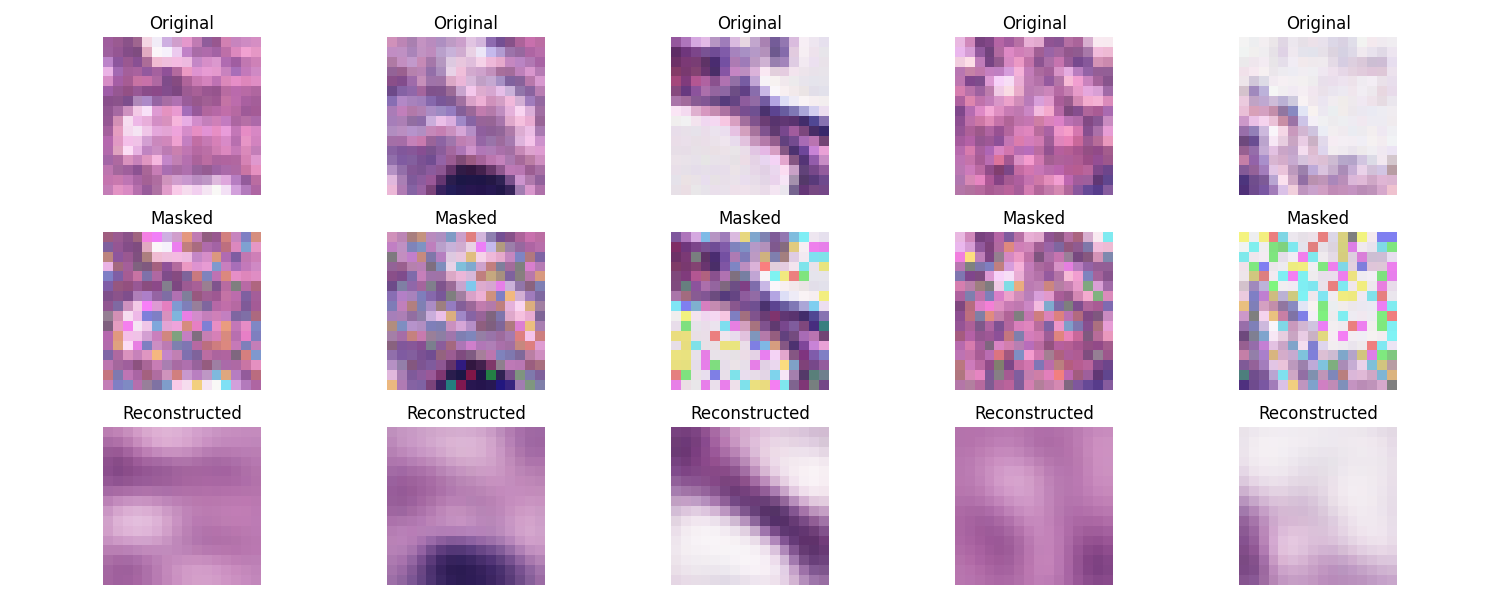 Original Original Original Original Original
Masked Masked Masked Masked Masked
Reconstructed Reconstructed Reconstructed Reconstructed Reconstructed